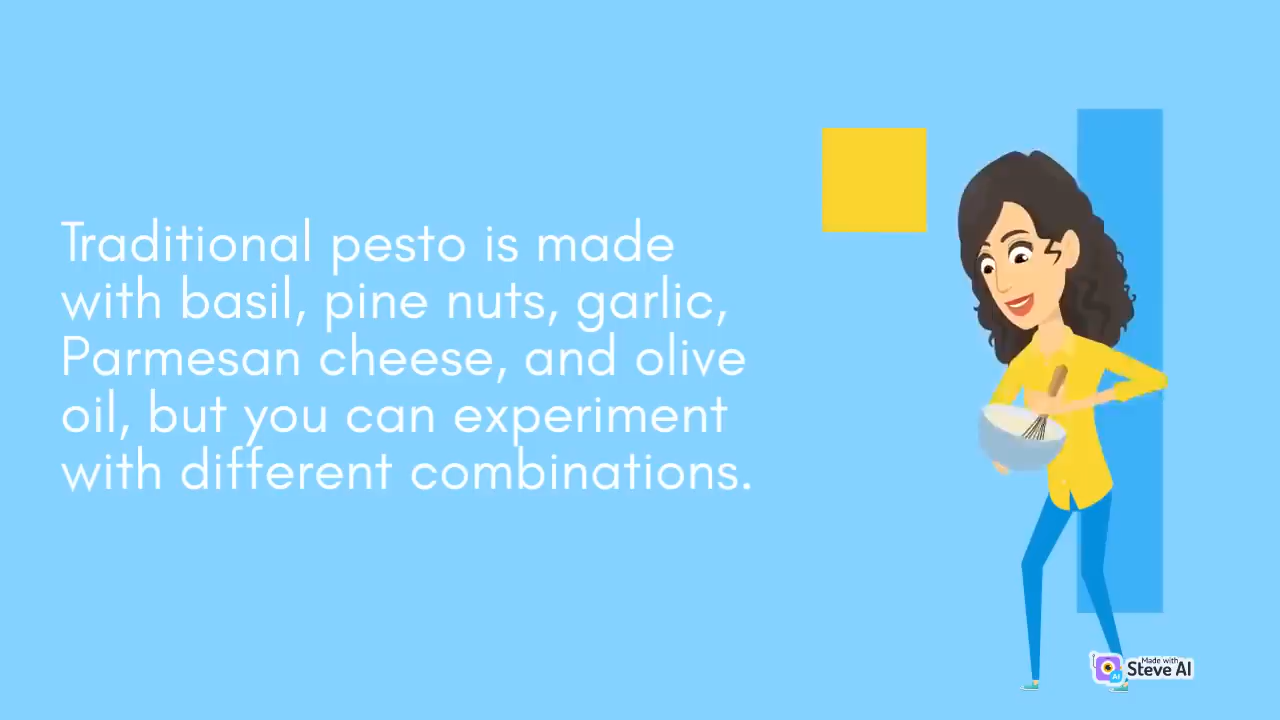 Traditional pesto is made
with basil, pine nuts, garlic,
Parmesan cheese, and olive
oil, but you can experiment
with different combinations.
Made with
Steve AI
AI